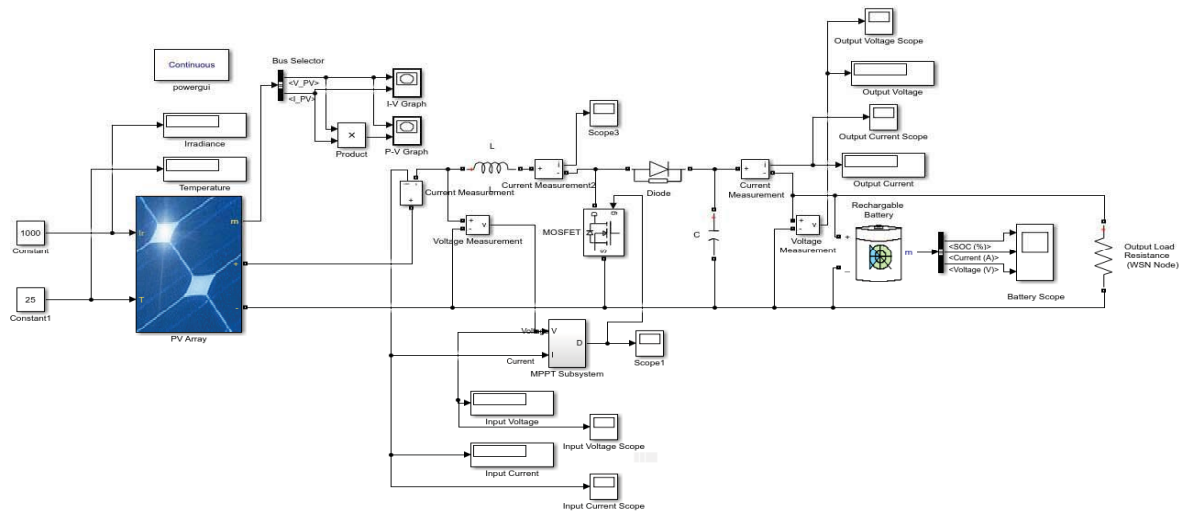 Continuous
powergui
Bus Selector
<V_PV>
<I_PV>
I-V Graph
×
Product
P-V Graph
Irradiance
Temperature
1000
Constant
25
Constant1
Ir
T
m
+
-
PV Array
- +
Current Measurement
L
+ i -
Current Measurement2
Scope3
+ v -
Voltage Measurement
MOSFET
g D S
Diode
C
+ i -
Current
Measurement
+ v -
Voltage
Measurement
Output Voltage Scope
Output Voltage
Output Current Scope
Output Current
Rechargable
Battery
+
m
_
<SOC (%)>
<Current (A)>
<Voltage (V)>
Battery Scope
Output Load
Resistance
(WSN Node)
Voltage
V
Current
I
D
MPPT Subsystem
Scope1
Input Voltage
Input Voltage Scope
Input Current
Input Current Scope